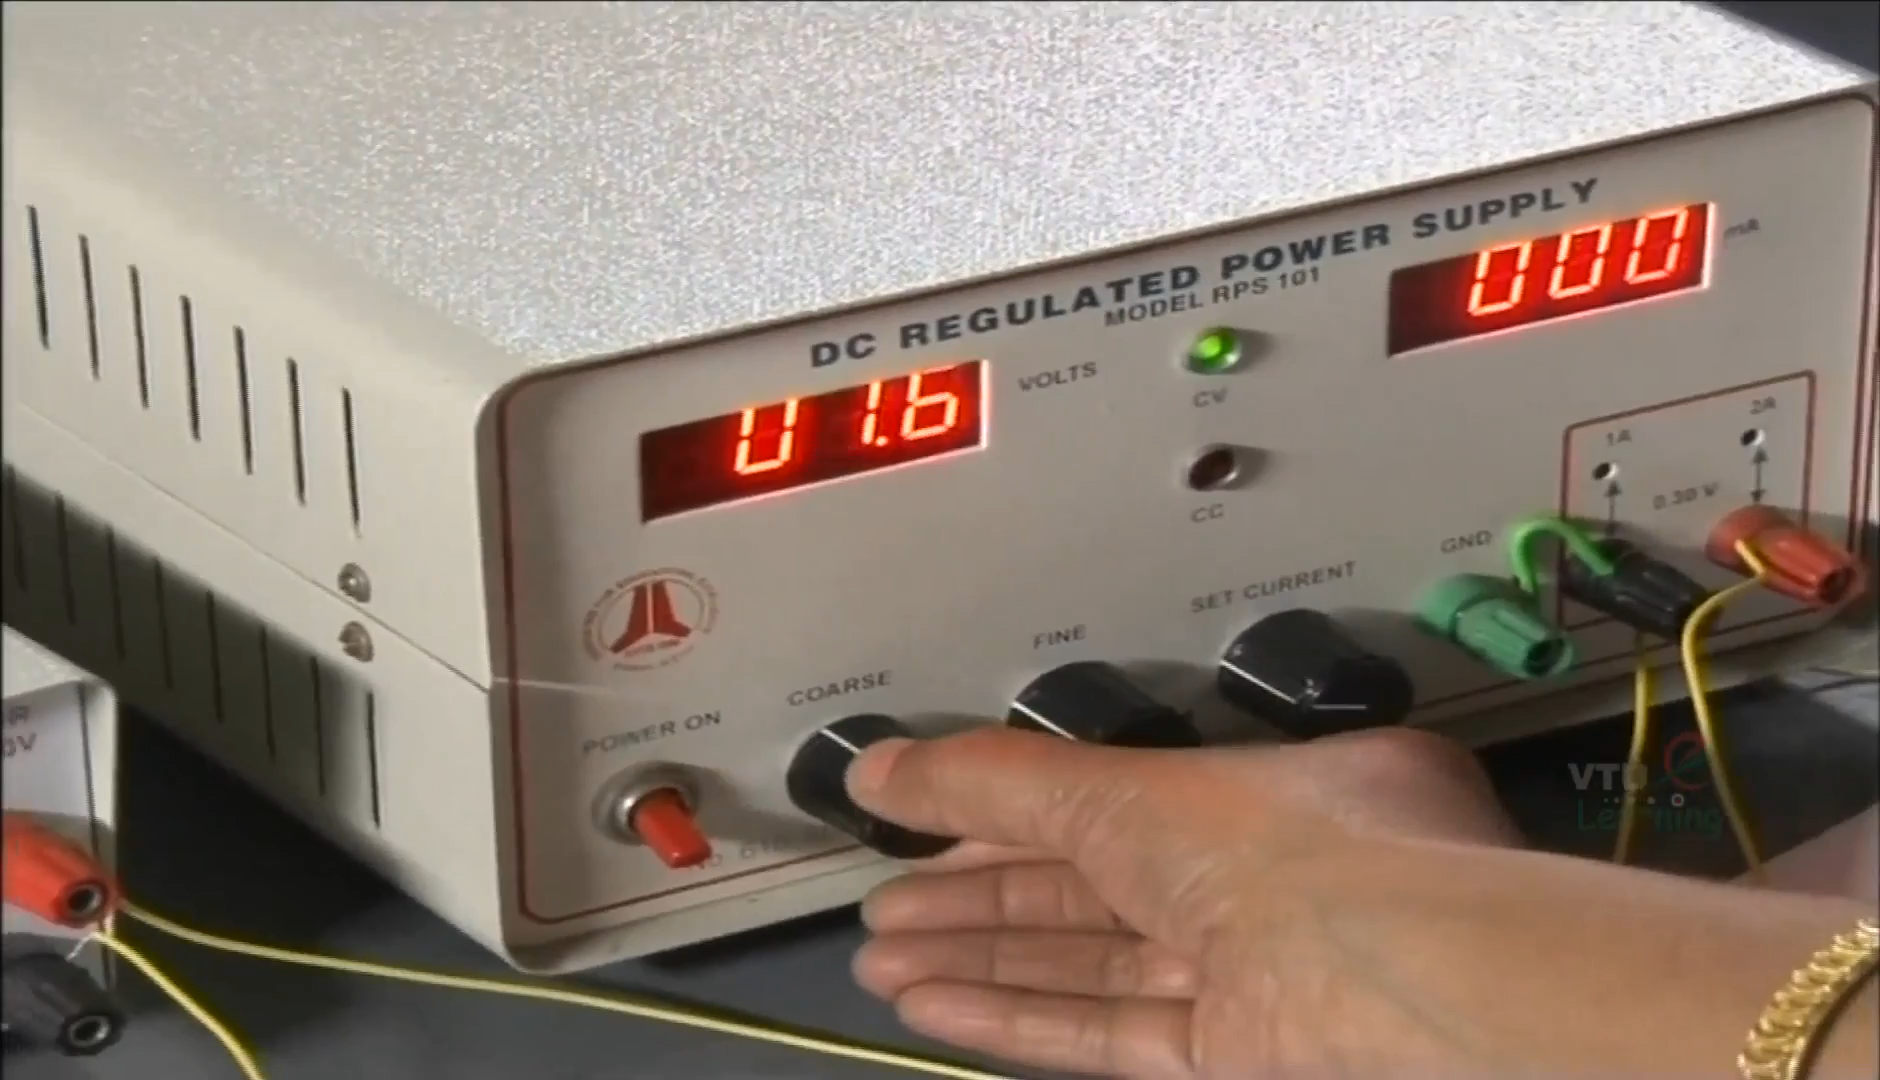 DC REGULATED POWER SUPPLY
MODEL RPS 101
01.6
VOLTS
000
mA
CV
CC
1A
2A
0.30 V
GND
SET CURRENT
FINE
COARSE
POWER ON
VTU
Learning